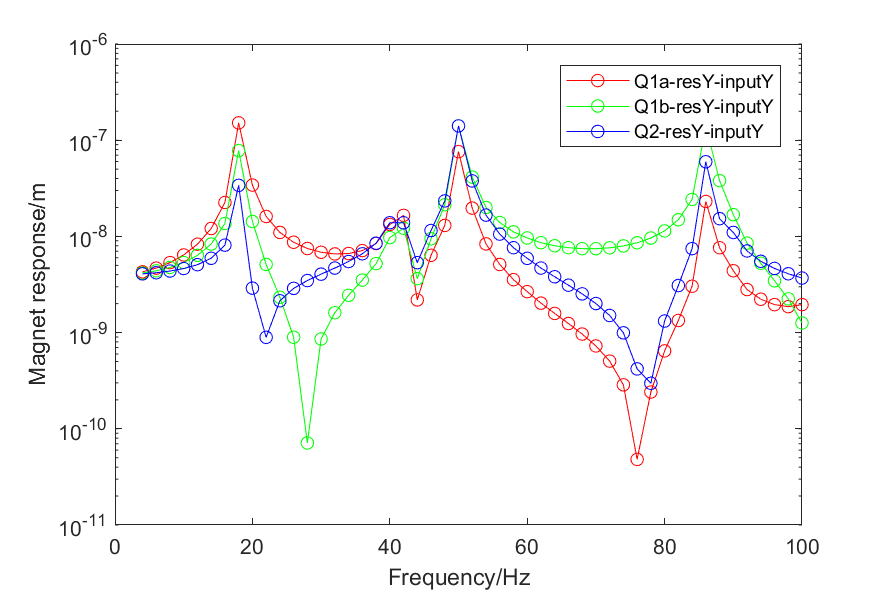 10-6
10-7
10-8
10-9
10-10
10-11
Magnet response/m
0
20
40
60
80
100
Frequency/Hz
Q1a-resY-inputY
Q1b-resY-inputY
Q2-resY-inputY